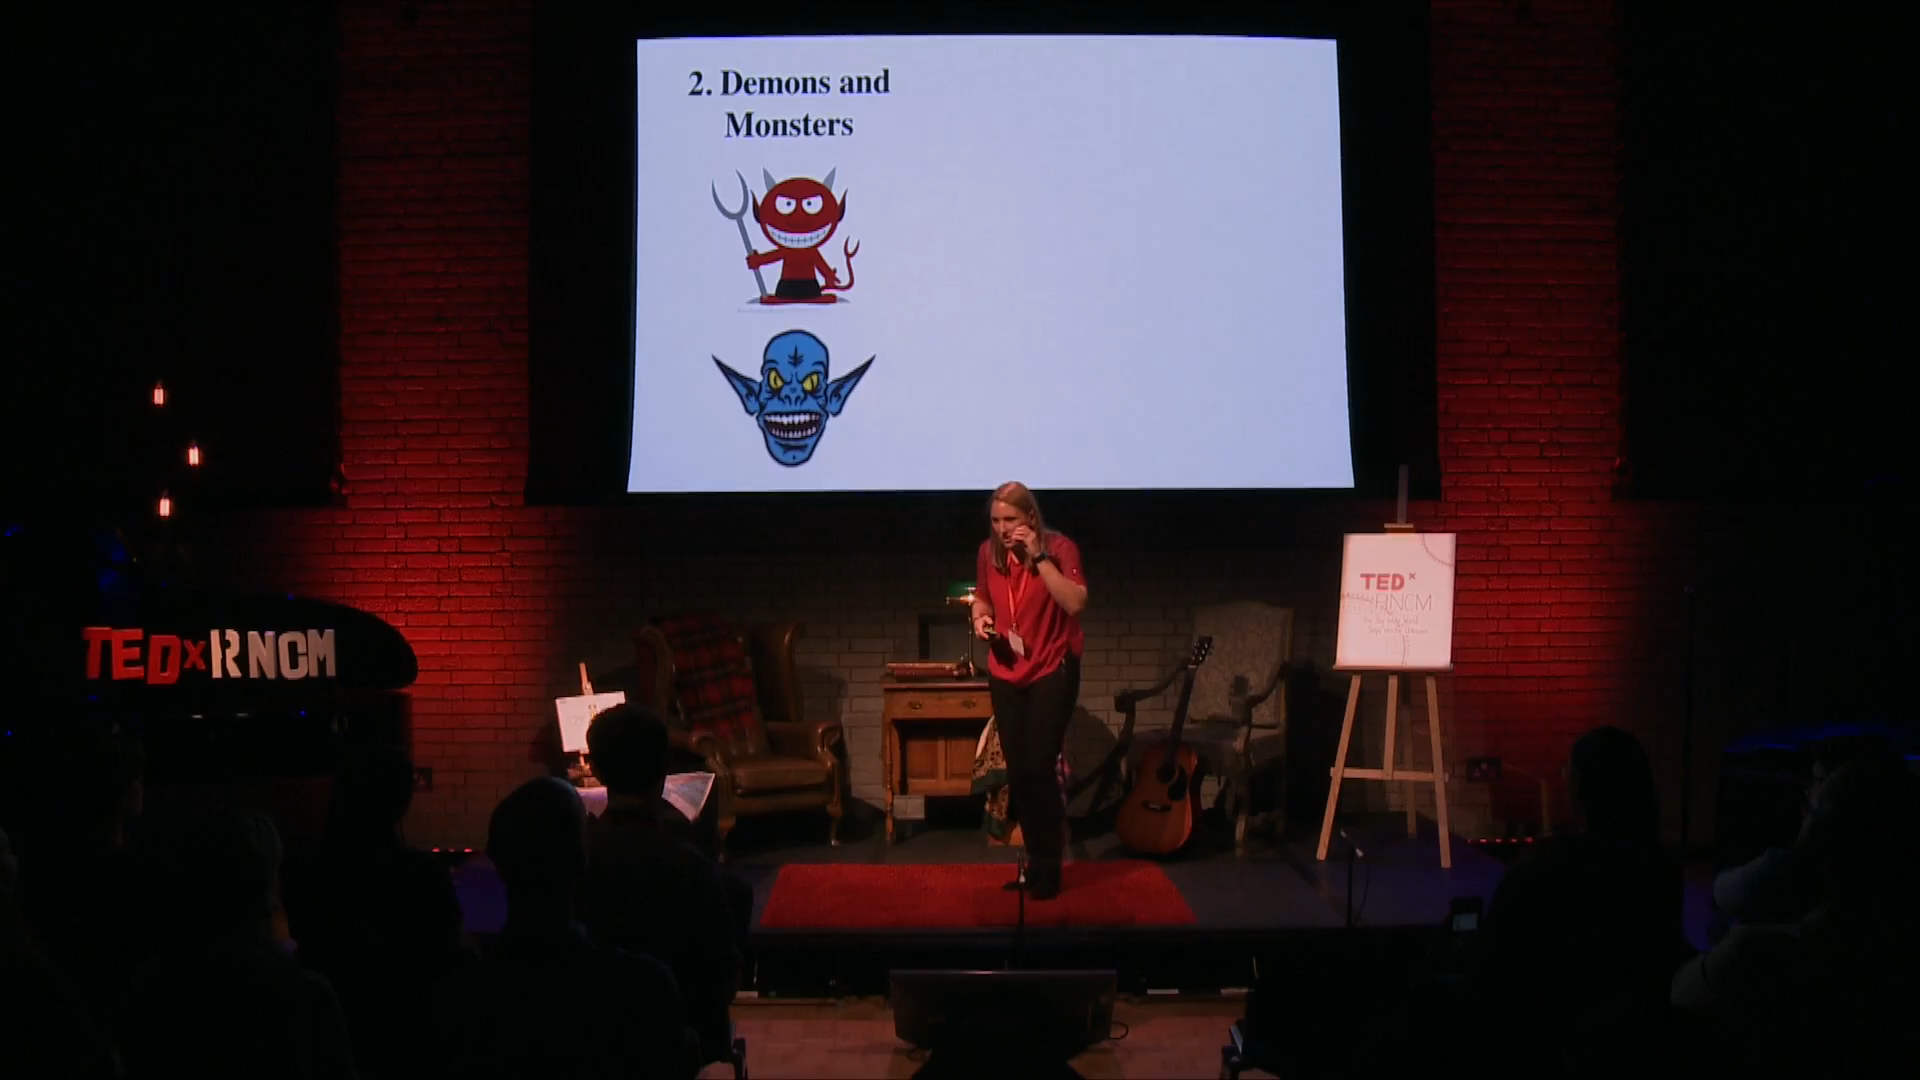 2. Demons and
Monsters
TEDxRNCM
TEDx
RNCM